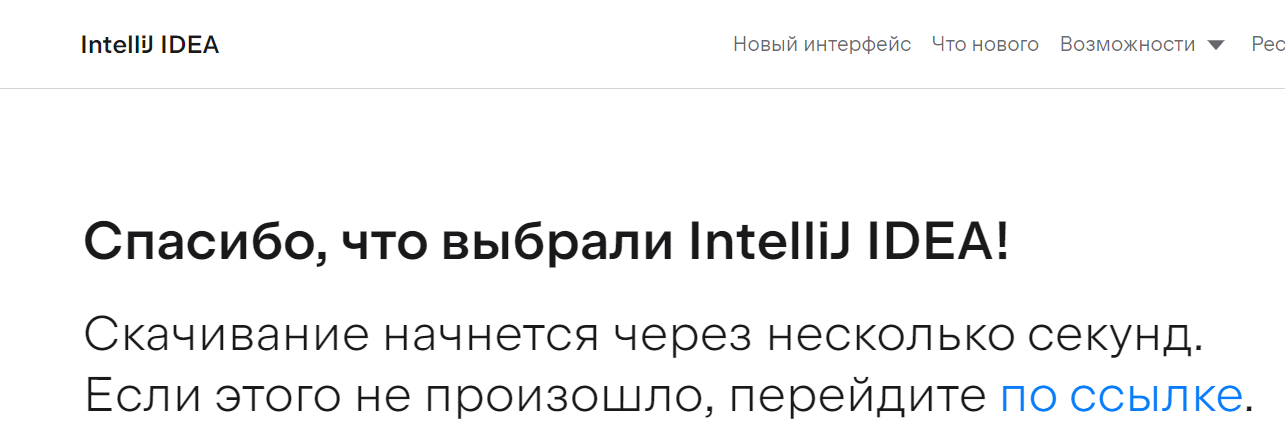 IntelliJ IDEA Новый интерфейс Что нового Возможности
Спасибо, что выбрали IntelliJ IDEA!
Скачивание начнется через несколько секунд.
Если этого не произошло, перейдите по ссылке.